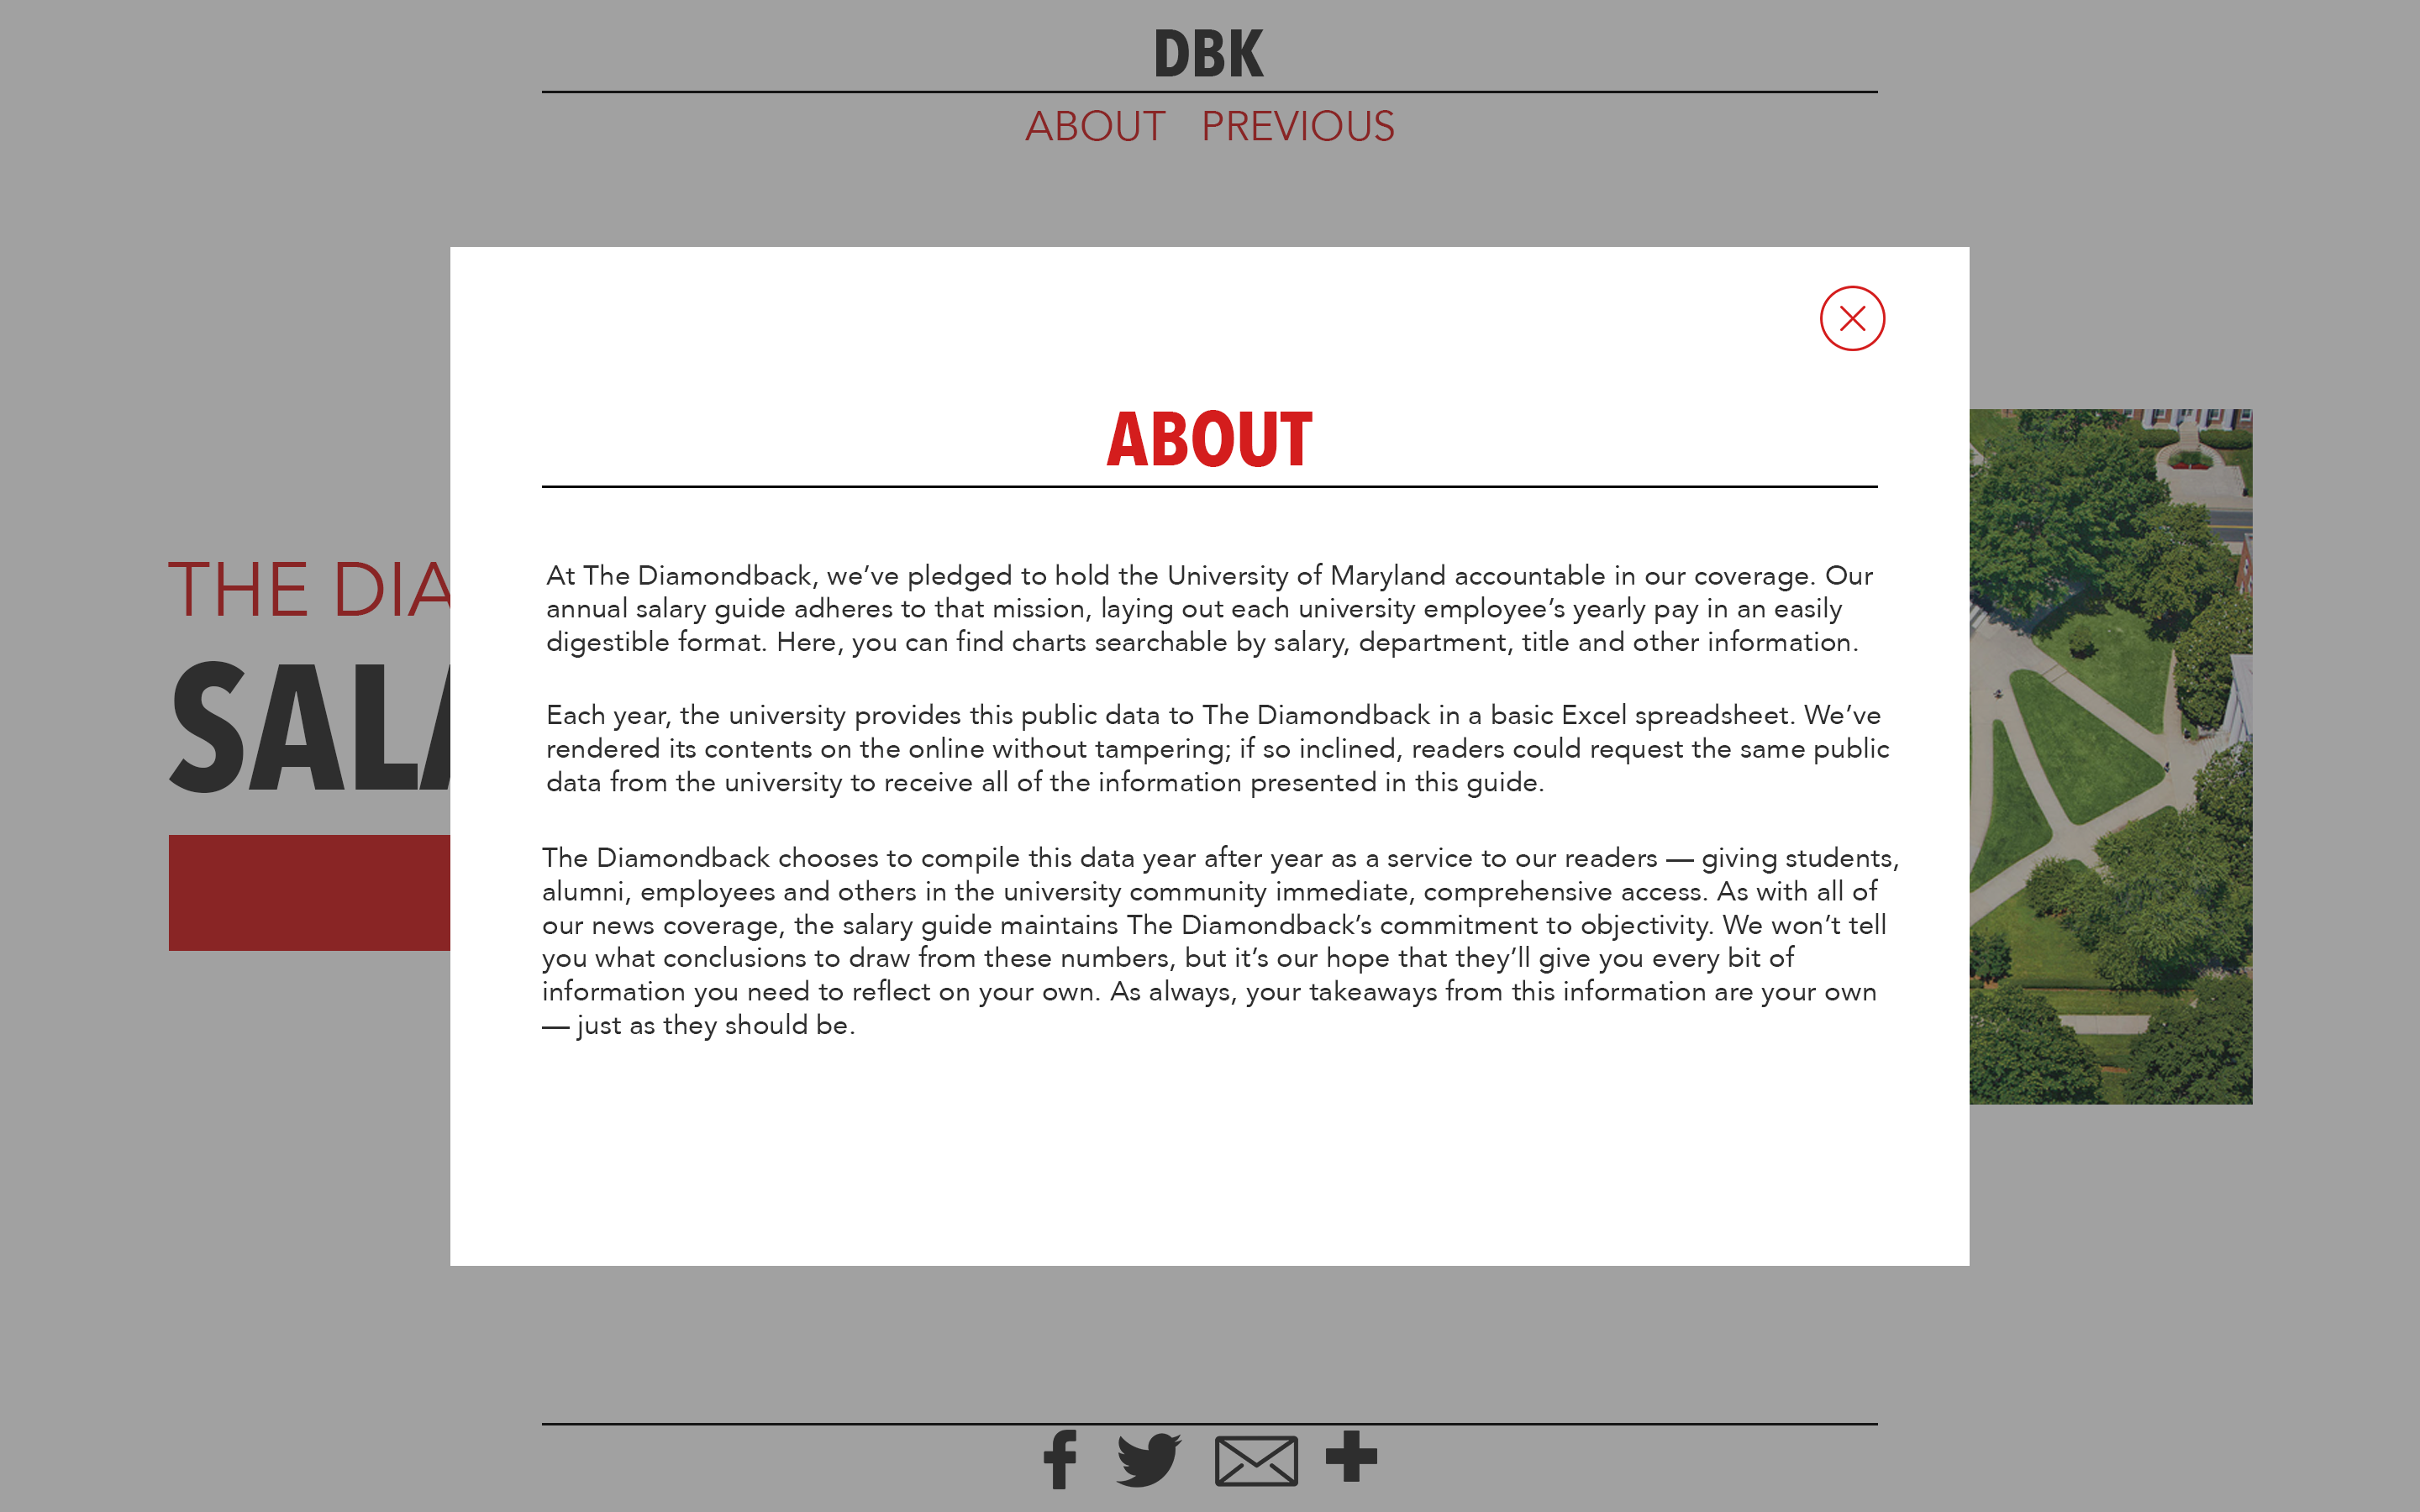 DBK
ABOUT PREVIOUS
ABOUT
At The Diamondback, we’ve pledged to hold the University of Maryland accountable in our coverage. Our
annual salary guide adheres to that mission, laying out each university employee’s yearly pay in an easily
digestible format. Here, you can find charts searchable by salary, department, title and other information.
Each year, the university provides this public data to The Diamondback in a basic Excel spreadsheet. We’ve
rendered its contents on the online without tampering; if so inclined, readers could request the same public
data from the university to receive all of the information presented in this guide.
The Diamondback chooses to compile this data year after year as a service to our readers — giving students,
alumni, employees and others in the university community immediate, comprehensive access. As with all of
our news coverage, the salary guide maintains The Diamondback’s commitment to objectivity. We won’t tell
you what conclusions to draw from these numbers, but it’s our hope that they’ll give you every bit of
information you need to reflect on your own. As always, your takeaways from this information are your own
— just as they should be.
THE DIA
SALA